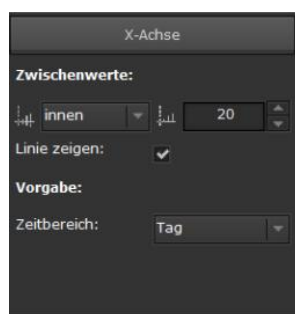 X-Achse
Zwischenwerte:
innen 20
Linie zeigen:
Vorgabe:
Zeitbereich: Tag